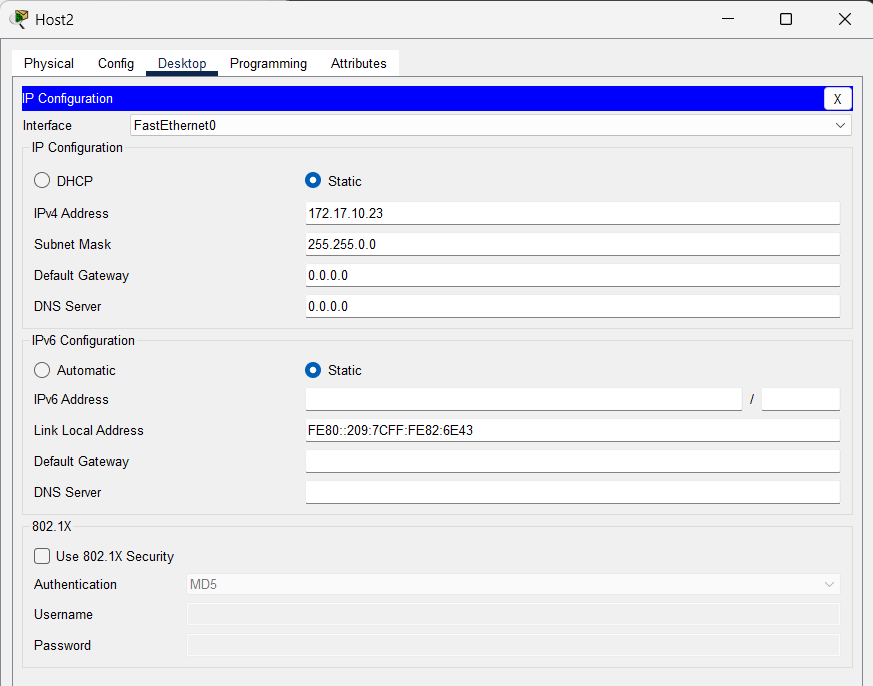 Host2
Physical Config Desktop Programming Attributes
IP Configuration X
Interface FastEthernet0
IP Configuration
DHCP Static
IPv4 Address 172.17.10.23
Subnet Mask 255.255.0.0
Default Gateway 0.0.0.0
DNS Server 0.0.0.0
IPv6 Configuration
Automatic Static
IPv6 Address /
Link Local Address FE80::209:7CFF:FE82:6E43
Default Gateway
DNS Server
802.1X
Use 802.1X Security
Authentication MD5
Username
Password